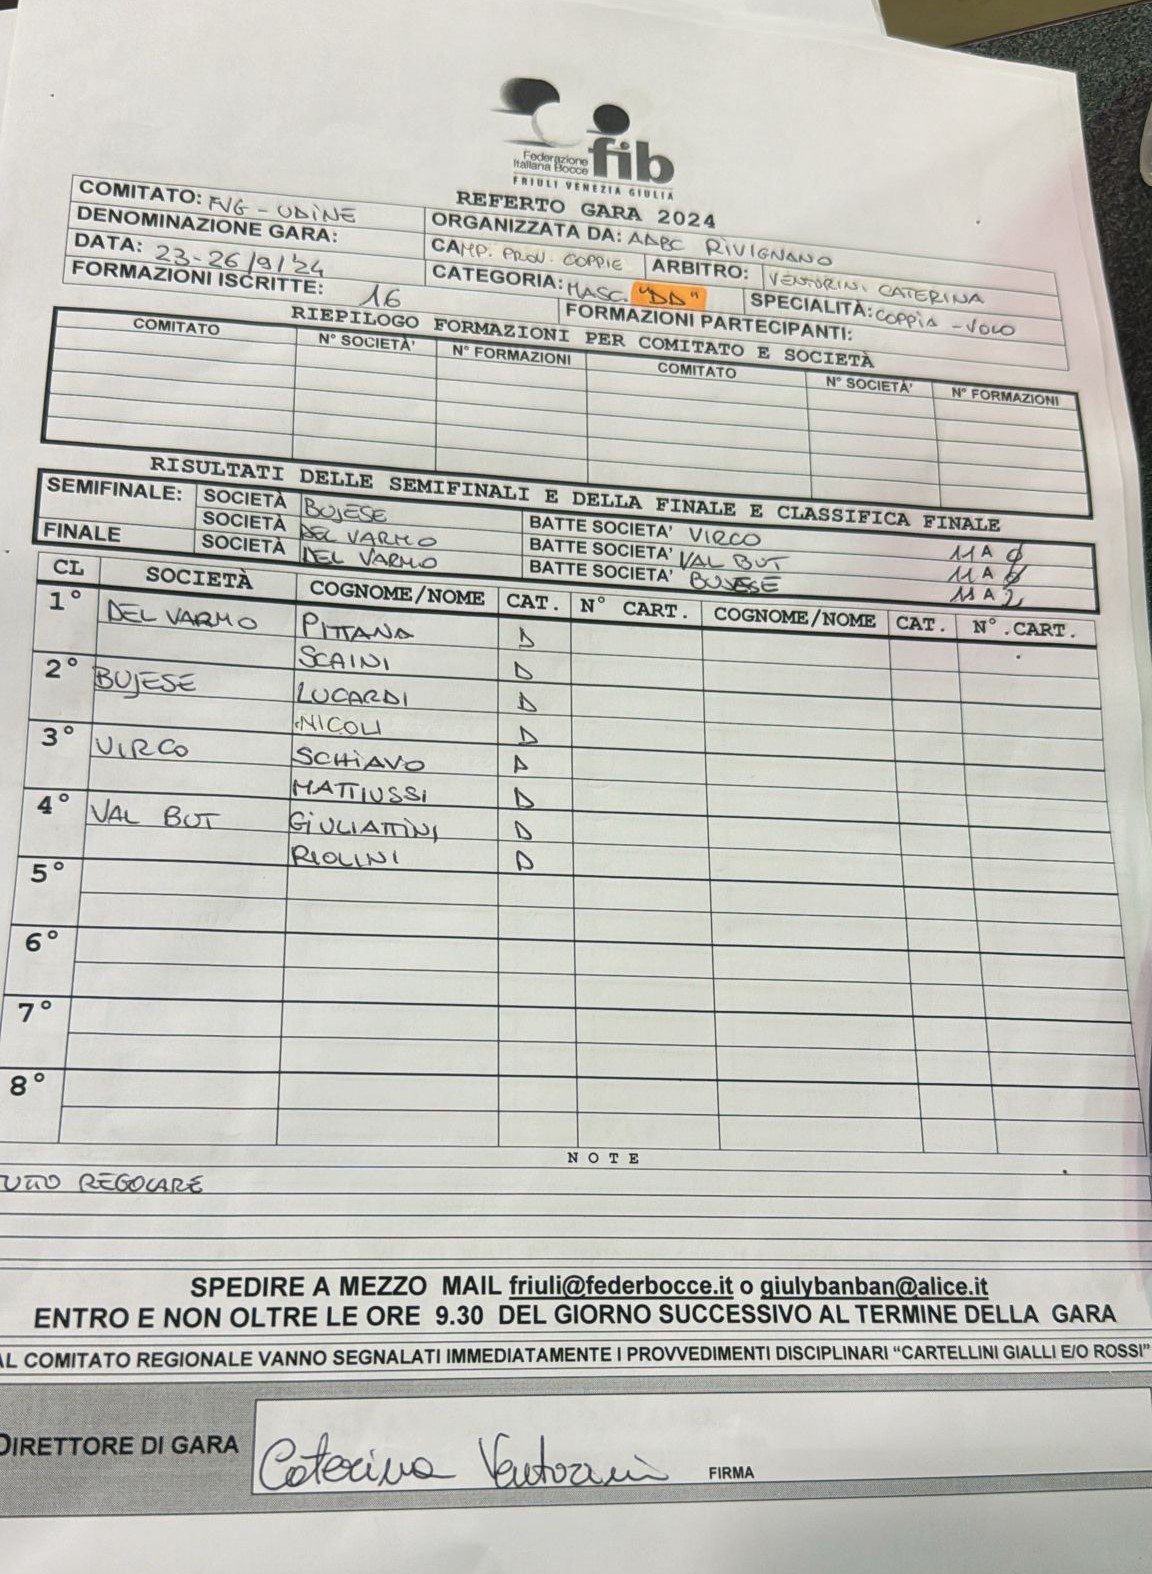 Federazione
Italiana Bocce
fib
FRIULI VENEZIA GIULIA
REFERTO GARA 2024
COMITATO: FVG - UDINE
ORGANIZZATA DA: AABC RIVIGNANO
DENOMINAZIONE GARA: CAMP. PROV. COPPIE
ARBITRO: VENTORINI CATERINA
DATA: 23-26/9/24
CATEGORIA: MASC. "DD"
SPECIALITÀ: COPPIA - VOLO
FORMAZIONI ISCRITTE: 16
FORMAZIONI PARTECIPANTI:
RIEPILOGO FORMAZIONI PER COMITATO E SOCIETÀ
COMITATO N° SOCIETÀ' N° FORMAZIONI COMITATO N° SOCIETÀ' N° FORMAZIONI
RISULTATI DELLE SEMIFINALI E DELLA FINALE E CLASSIFICA FINALE
SEMIFINALE: SOCIETÀ BUJESE BATTE SOCIETA' VIRCO 11 A 0
SOCIETÀ DEL VARMO BATTE SOCIETA' VAL BUT 11 A
FINALE SOCIETÀ DEL VARMO BATTE SOCIETA' BUJESE 11 A 2
CL SOCIETÀ COGNOME/NOME CAT. N° CART. COGNOME/NOME CAT. N°.CART.
1° DEL VARMO PITTANA D
SCAINI D
2° BUJESE LUCARDI D
NICOLI D
3° VIRCO SCHIAVO D
MATTIUSSI D
4° VAL BUT GIULIATTINI D
RIOLINI D
5°
6°
7°
8°
NOTE
TUTTO REGOLARE
SPEDIRE A MEZZO MAIL friuli@federbocce.it o giulybanban@alice.it
ENTRO E NON OLTRE LE ORE 9.30 DEL GIORNO SUCCESSIVO AL TERMINE DELLA GARA
AL COMITATO REGIONALE VANNO SEGNALATI IMMEDIATAMENTE I PROVVEDIMENTI DISCIPLINARI "CARTELLINI GIALLI E/O ROSSI"
DIRETTORE DI GARA Caterina Ventorini FIRMA